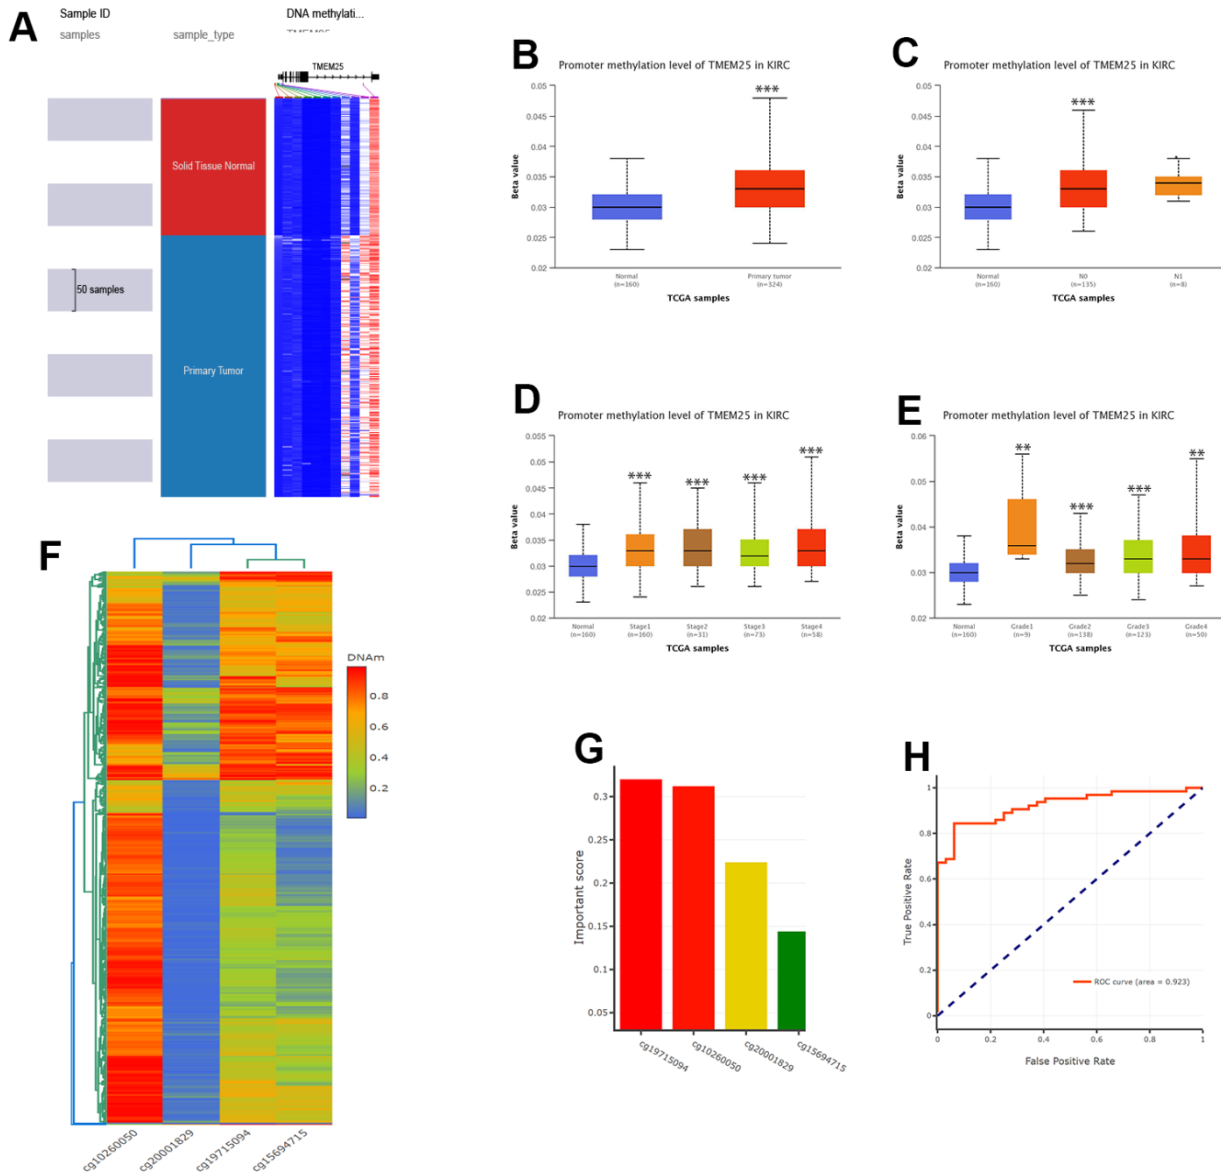 A
Sample ID
samples
sample_type
DNA methylati...
TMEM25
Solid Tissue Normal
50 samples
Primary Tumor
B
Promoter methylation level of TMEM25 in KIRC
***
0.05
0.045
0.04
0.035
0.03
0.025
0.02
Beta value
Normal
(n=160)
Primary tumor
(n=324)
TCGA samples
C
Promoter methylation level of TMEM25 in KIRC
***
0.05
0.045
0.04
0.035
0.03
0.025
0.02
Beta value
Normal
(n=160)
N0
(n=135)
N1
(n=8)
TCGA samples
D
Promoter methylation level of TMEM25 in KIRC
*** *** *** ***
0.055
0.05
0.045
0.04
0.035
0.03
0.025
0.02
Beta value
Normal
(n=160)
Stage1
(n=160)
Stage2
(n=31)
Stage3
(n=73)
Stage4
(n=58)
TCGA samples
E
Promoter methylation level of TMEM25 in KIRC
** *** *** **
0.06
0.05
0.04
0.03
0.02
Beta value
Normal
(n=160)
Grade1
(n=9)
Grade2
(n=138)
Grade3
(n=123)
Grade4
(n=50)
TCGA samples
F
DNAm
0.8
0.6
0.4
0.2
cg10260050
cg20001829
cg19715094
cg15694715
G
0.3
0.25
0.2
0.15
0.1
0.05
Important score
cg19715094
cg10260050
cg20001829
cg15694715
H
1
0.8
0.6
0.4
0.2
0
True Positive Rate
ROC curve (area = 0.923)
0
0.2
0.4
0.6
0.8
1
False Positive Rate